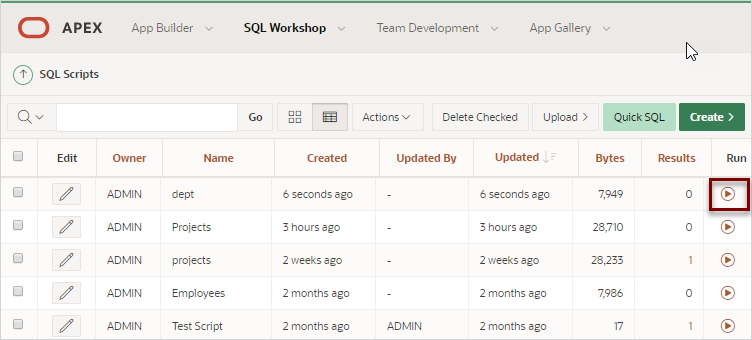 APEX App Builder SQL Workshop Team Development App Gallery
SQL Scripts
Go Actions Delete Checked Upload Quick SQL Create
Edit Owner Name Created Updated By Updated Bytes Results Run
ADMIN dept 6 seconds ago - 6 seconds ago 7,949 0
ADMIN Projects 3 hours ago - 3 hours ago 28,710 0
ADMIN projects 2 weeks ago - 2 weeks ago 28,233 1
ADMIN Employees 2 months ago - 2 months ago 7,986 0
ADMIN Test Script 2 months ago ADMIN 2 months ago 17 1